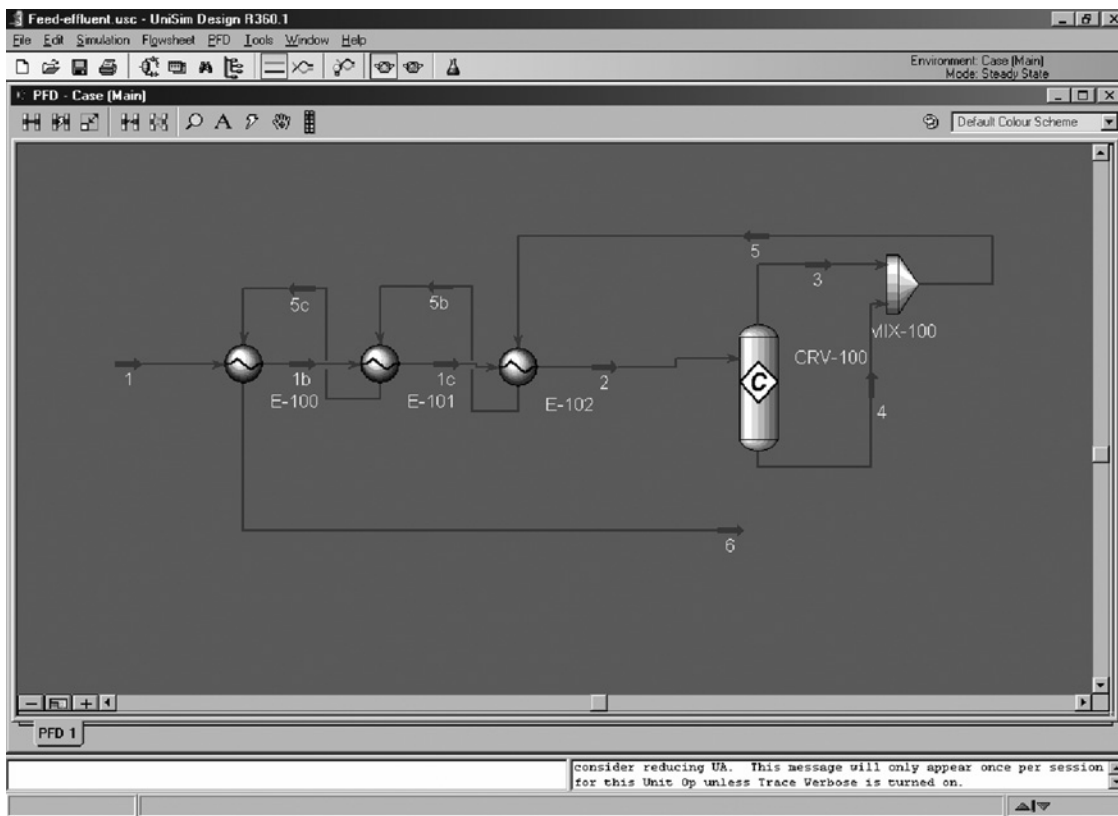 Feed-effluent.usc - UniSim Design R360.1
File Edit Simulation Flowsheet PFD Tools Window Help
Environment: Case (Main)
Mode: Steady State
PFD - Case (Main)
A
Default Colour Scheme
5
3
5c
5b
MIX-100
CRV-100
1
1b
1c
2
C
4
E-100
E-101
E-102
6
PFD 1
consider reducing UA. This message will only appear once per session
for this Unit Op unless Trace Verbose is turned on.